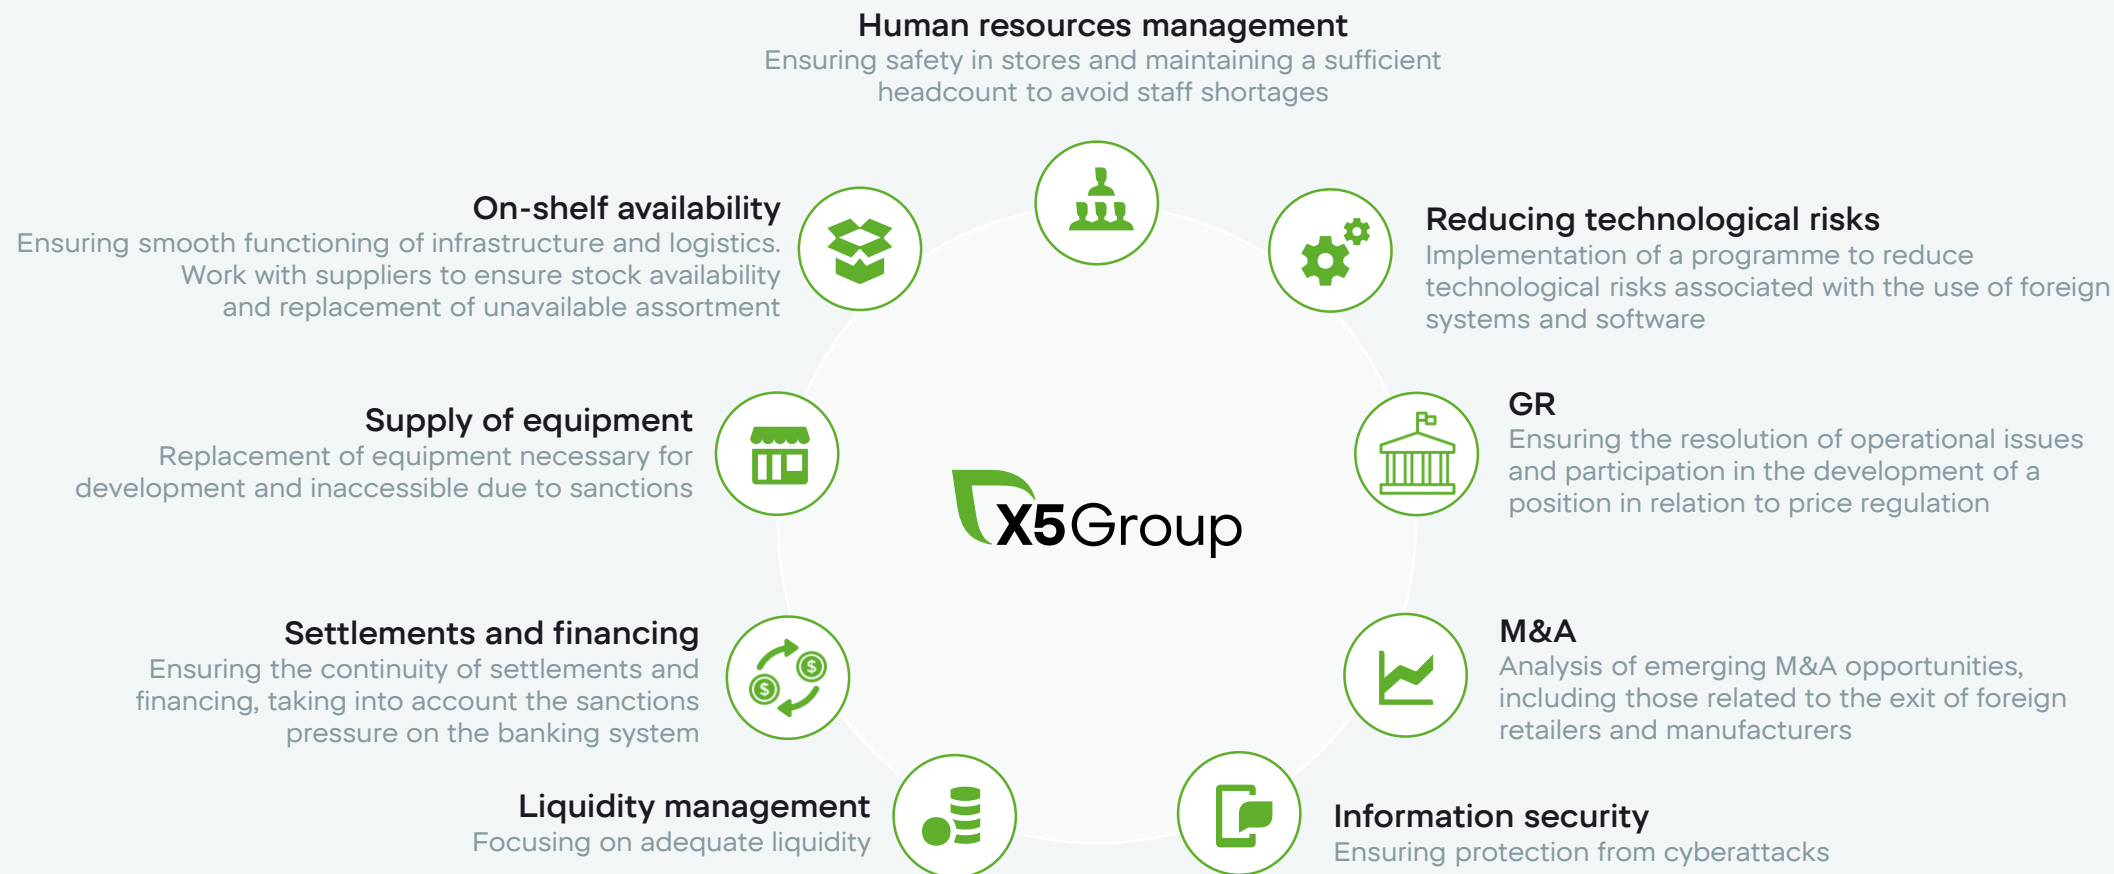 Human resources management
Ensuring safety in stores and maintaining a sufficient
headcount to avoid staff shortages
On-shelf availability
Ensuring smooth functioning of infrastructure and logistics.
Work with suppliers to ensure stock availability
and replacement of unavailable assortment
Reducing technological risks
Implementation of a programme to reduce
technological risks associated with the use of foreign
systems and software
Supply of equipment
Replacement of equipment necessary for
development and inaccessible due to sanctions
GR
Ensuring the resolution of operational issues
and participation in the development of a
position in relation to price regulation
X5Group
Settlements and financing
Ensuring the continuity of settlements and
financing, taking into account the sanctions
pressure on the banking system
$
$
M&A
Analysis of emerging M&A opportunities,
including those related to the exit of foreign
retailers and manufacturers
Liquidity management
Focusing on adequate liquidity
Information security
Ensuring protection from cyberattacks